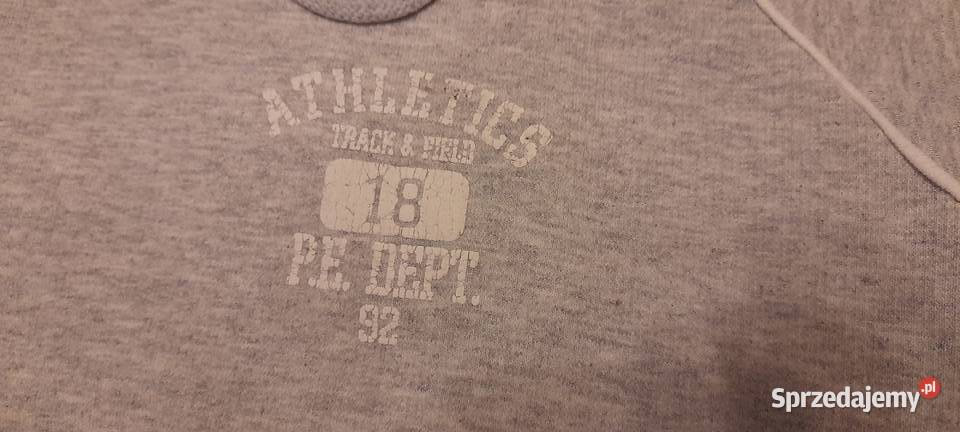 ATHLETICS
TRACK & FIELD
18
P.E. DEPT.
92
Sprzedajemy.pl